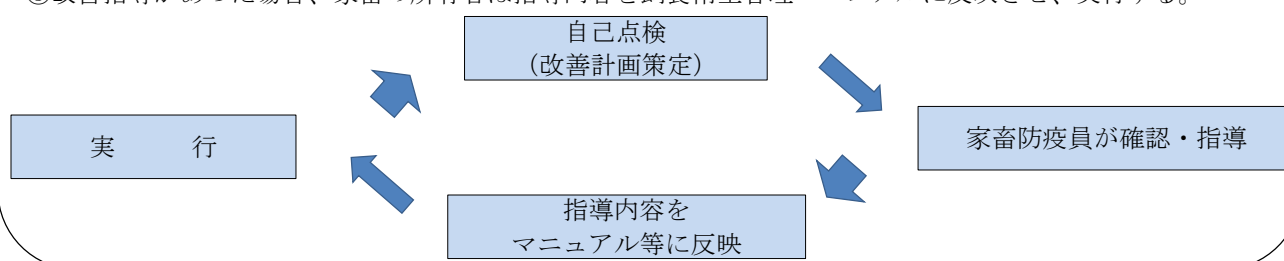 自己点検
（改善計画策定）
実　　行
家畜防疫員が確認・指導
指導内容を
マニュアル等に反映